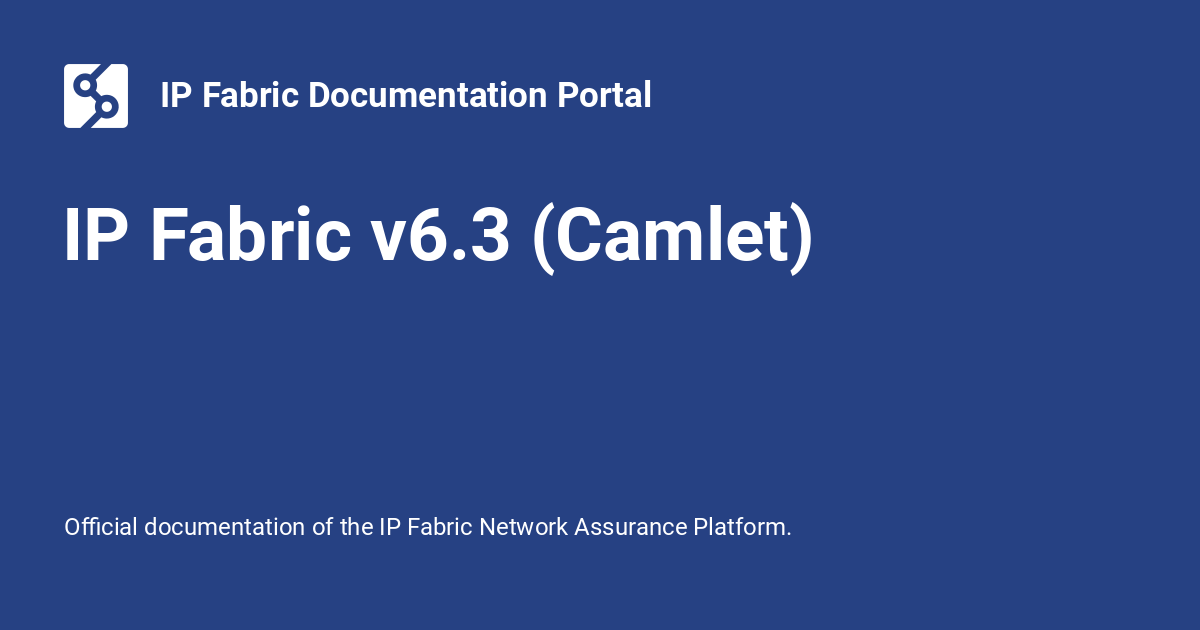 IP Fabric Documentation Portal
IP Fabric v6.3 (Camlet)
Official documentation of the IP Fabric Network Assurance Platform.